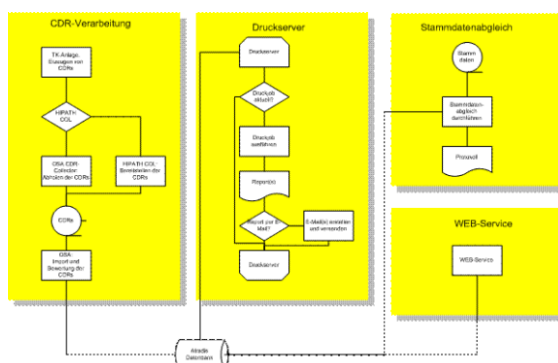 CDR-Verarbeitung
TK-Anlage,
Erzeugen von
CDRs
HIPATH
COL
OSA CDR-
Collector
Abholen der CDRs
HIPATH COL-
Bereitstellen der
CDRs
CDRs
OSA:
Import und
Bewertung der
CDRs
Druckserver
Druckserver
Druckjob
aktuell?
Druckjob
ausführen
Report(s)
Report per E-
Mail?
E-Mail(s) erstellen
und versenden
Druckserver
Stammdatenabgleich
Stamm
daten
Stammdaten-
abgleich
durchführen
Protokoll
WEB-Service
WEB-Service
Datenbank